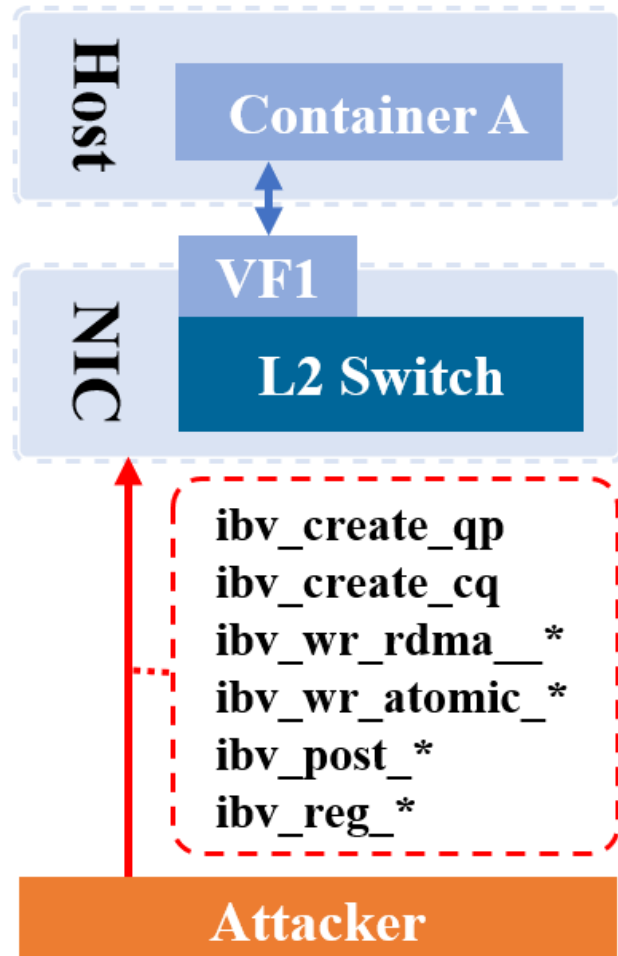 Host
Container A
VF1
NIC
L2 Switch
ibv_create_qp
ibv_create_cq
ibv_wr_rdma__*
ibv_wr_atomic_*
ibv_post_*
ibv_reg_*
Attacker